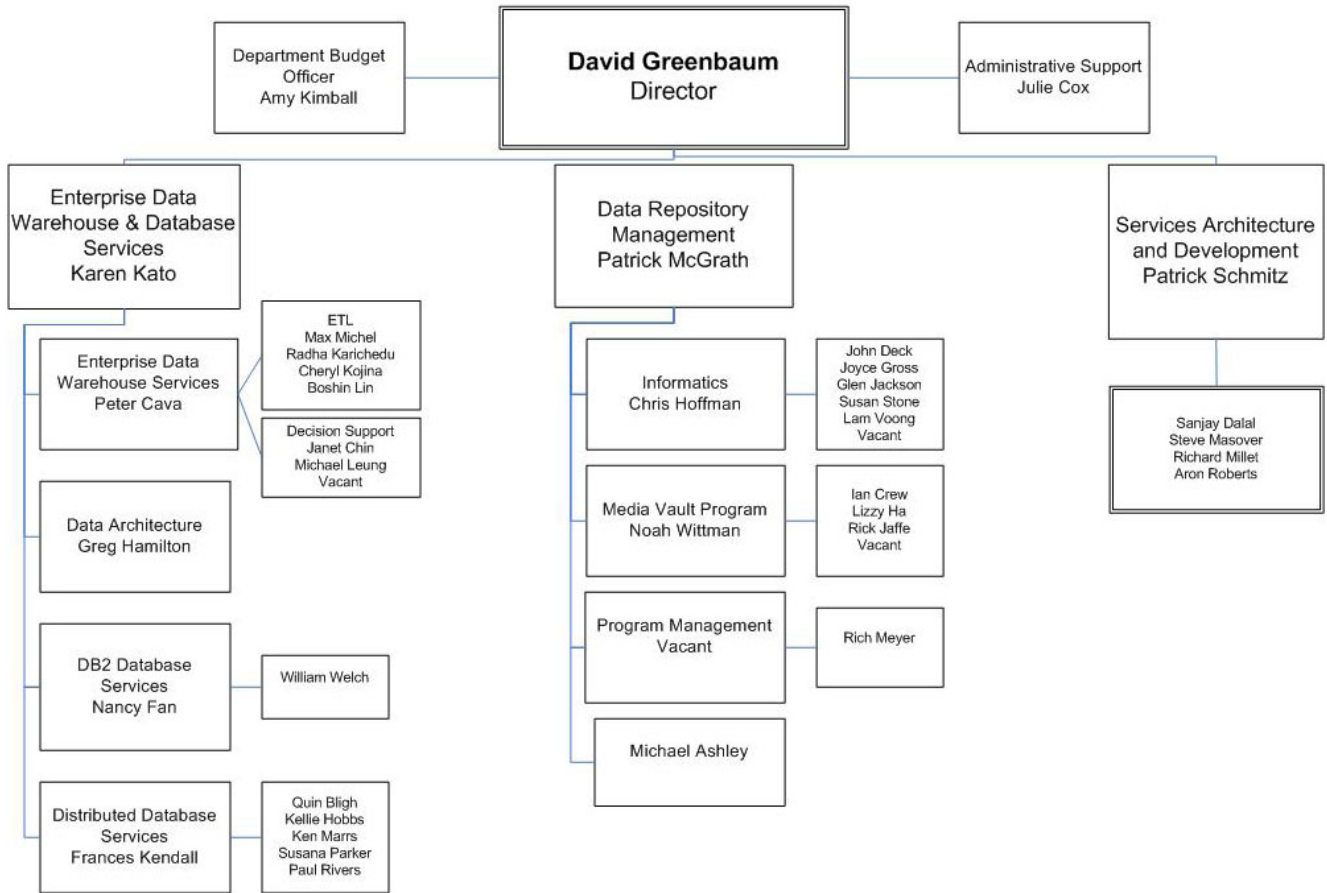 Department Budget
Officer
Amy Kimball
David Greenbaum
Director
Administrative Support
Julie Cox
Enterprise Data
Warehouse & Database
Services
Karen Kato
Data Repository
Management
Patrick McGrath
Services Architecture
and Development
Patrick Schmitz
Enterprise Data
Warehouse Services
Peter Cava
ETL
Max Michel
Radha Karichedu
Cheryl Kojina
Boshin Lin
Decision Support
Janet Chin
Michael Leung
Vacant
Data Architecture
Greg Hamilton
DB2 Database
Services
Nancy Fan
William Welch
Distributed Database
Services
Frances Kendall
Quin Bligh
Kellie Hobbs
Ken Marrs
Susana Parker
Paul Rivers
Informatics
Chris Hoffman
John Deck
Joyce Gross
Glen Jackson
Susan Stone
Lam Voong
Vacant
Media Vault Program
Noah Wittman
Ian Crew
Lizzy Ha
Rick Jaffe
Vacant
Program Management
Vacant
Rich Meyer
Michael Ashley
Sanjay Dalal
Steve Masover
Richard Millet
Aron Roberts